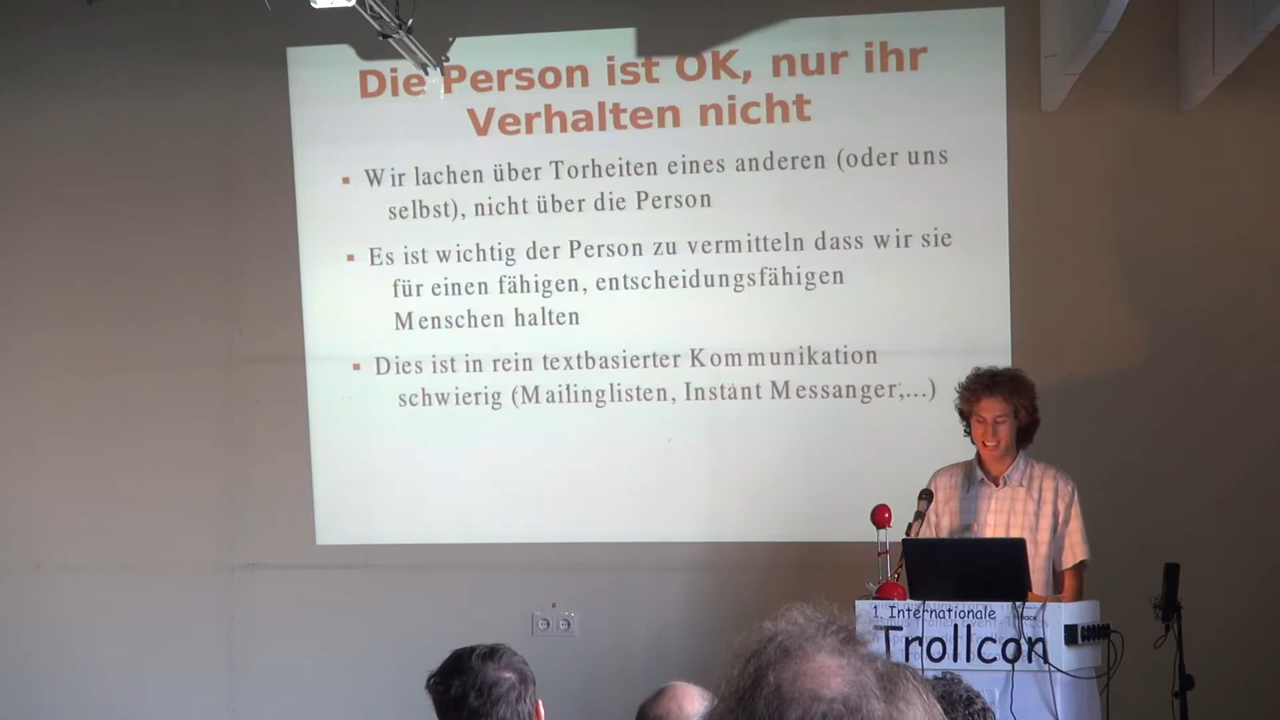 Die Person ist OK, nur ihr
Verhalten nicht
Wir lachen über Torheiten eines anderen (oder uns
selbst), nicht über die Person
Es ist wichtig der Person zu vermitteln dass wir sie
für einen fähigen, entscheidungsfähigen
Menschen halten
Dies ist in rein textbasierter Kommunikation
schwierig (Mailinglisten, Instant Messanger,...)
1. Internationale
Trollcon